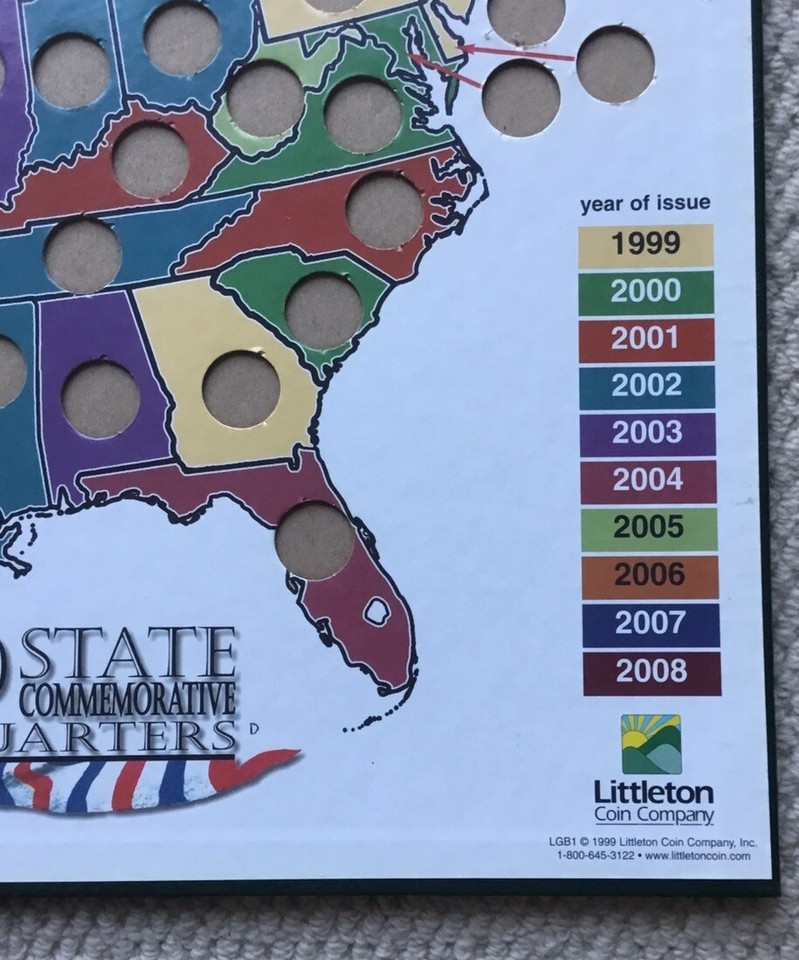 year of issue
1999
2000
2001
2002
2003
2004
2005
2006
2007
2008
STATE
COMMEMORATIVE
UARTERS D
Littleton
Coin Company
LGB1 © 1999 Littleton Coin Company, Inc.
1-800-645-3122 • www.littletoncoin.com